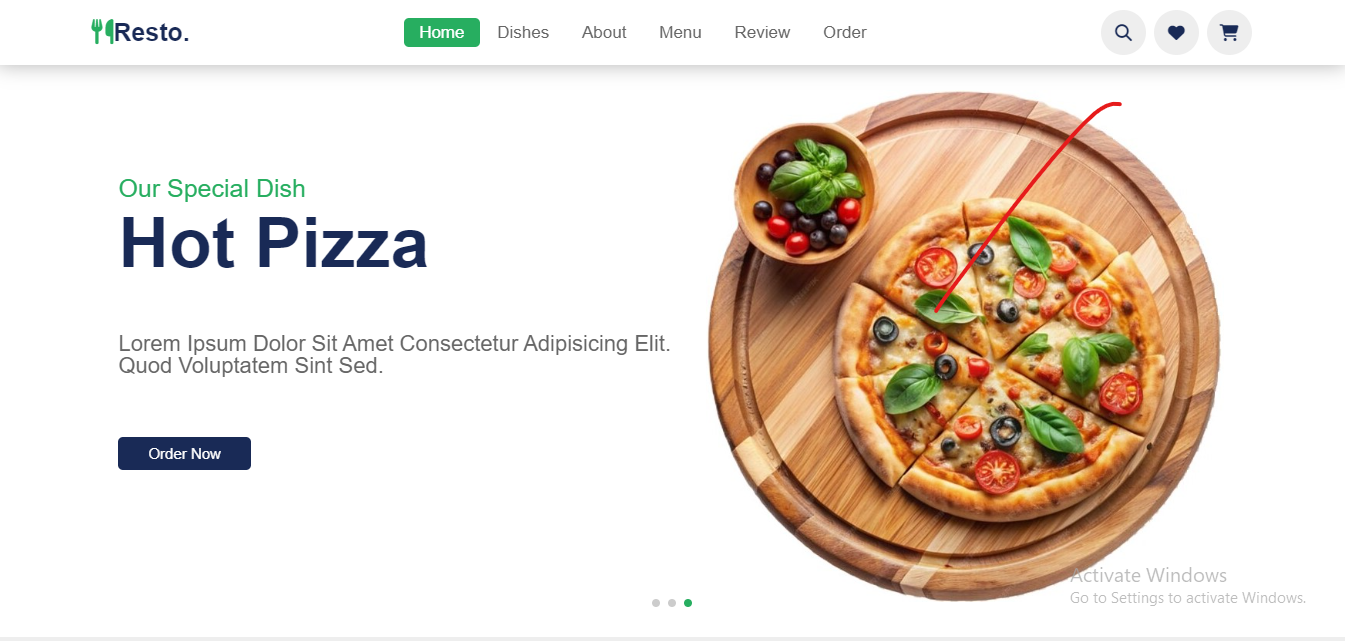 Resto.
Home Dishes About Menu Review Order
Our Special Dish
Hot Pizza
Lorem Ipsum Dolor Sit Amet Consectetur Adipisicing Elit.
Quod Voluptatem Sint Sed.
Order Now
Activate Windows
Go to Settings to activate Windows.